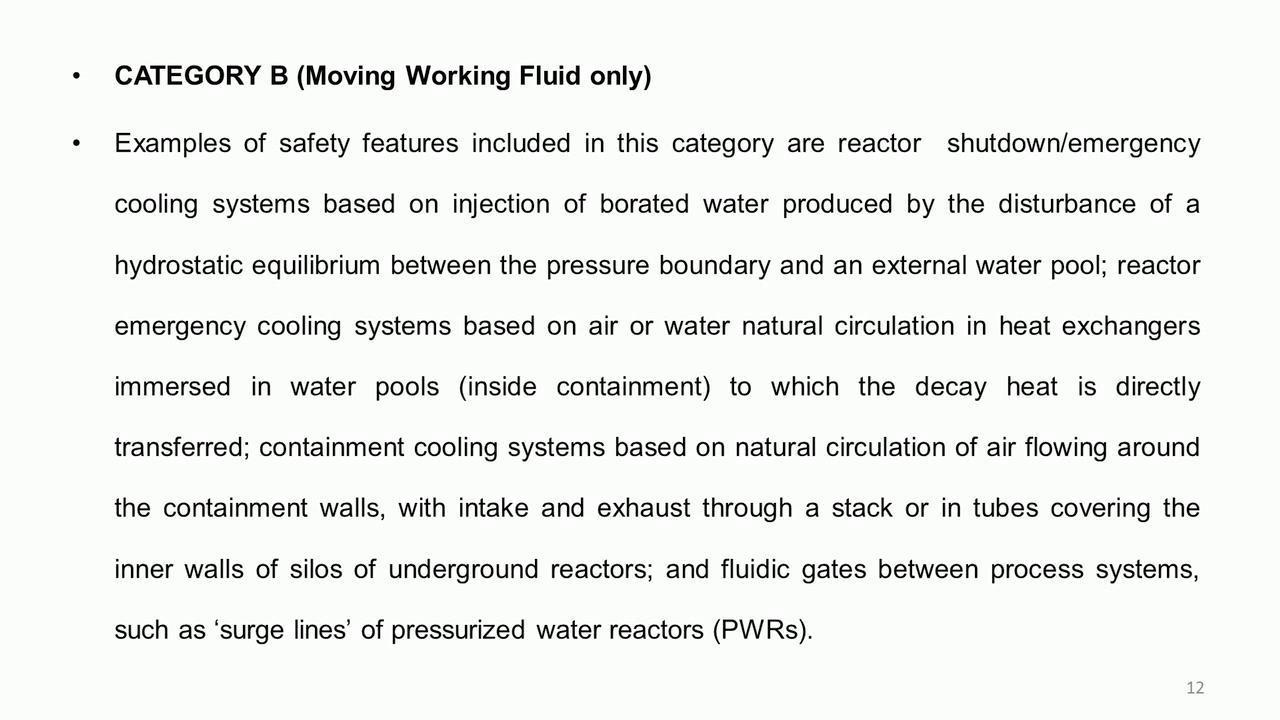 • CATEGORY B (Moving Working Fluid only)
• Examples of safety features included in this category are reactor shutdown/emergency
cooling systems based on injection of borated water produced by the disturbance of a
hydrostatic equilibrium between the pressure boundary and an external water pool; reactor
emergency cooling systems based on air or water natural circulation in heat exchangers
immersed in water pools (inside containment) to which the decay heat is directly
transferred; containment cooling systems based on natural circulation of air flowing around
the containment walls, with intake and exhaust through a stack or in tubes covering the
inner walls of silos of underground reactors; and fluidic gates between process systems,
such as ‘surge lines’ of pressurized water reactors (PWRs).
12